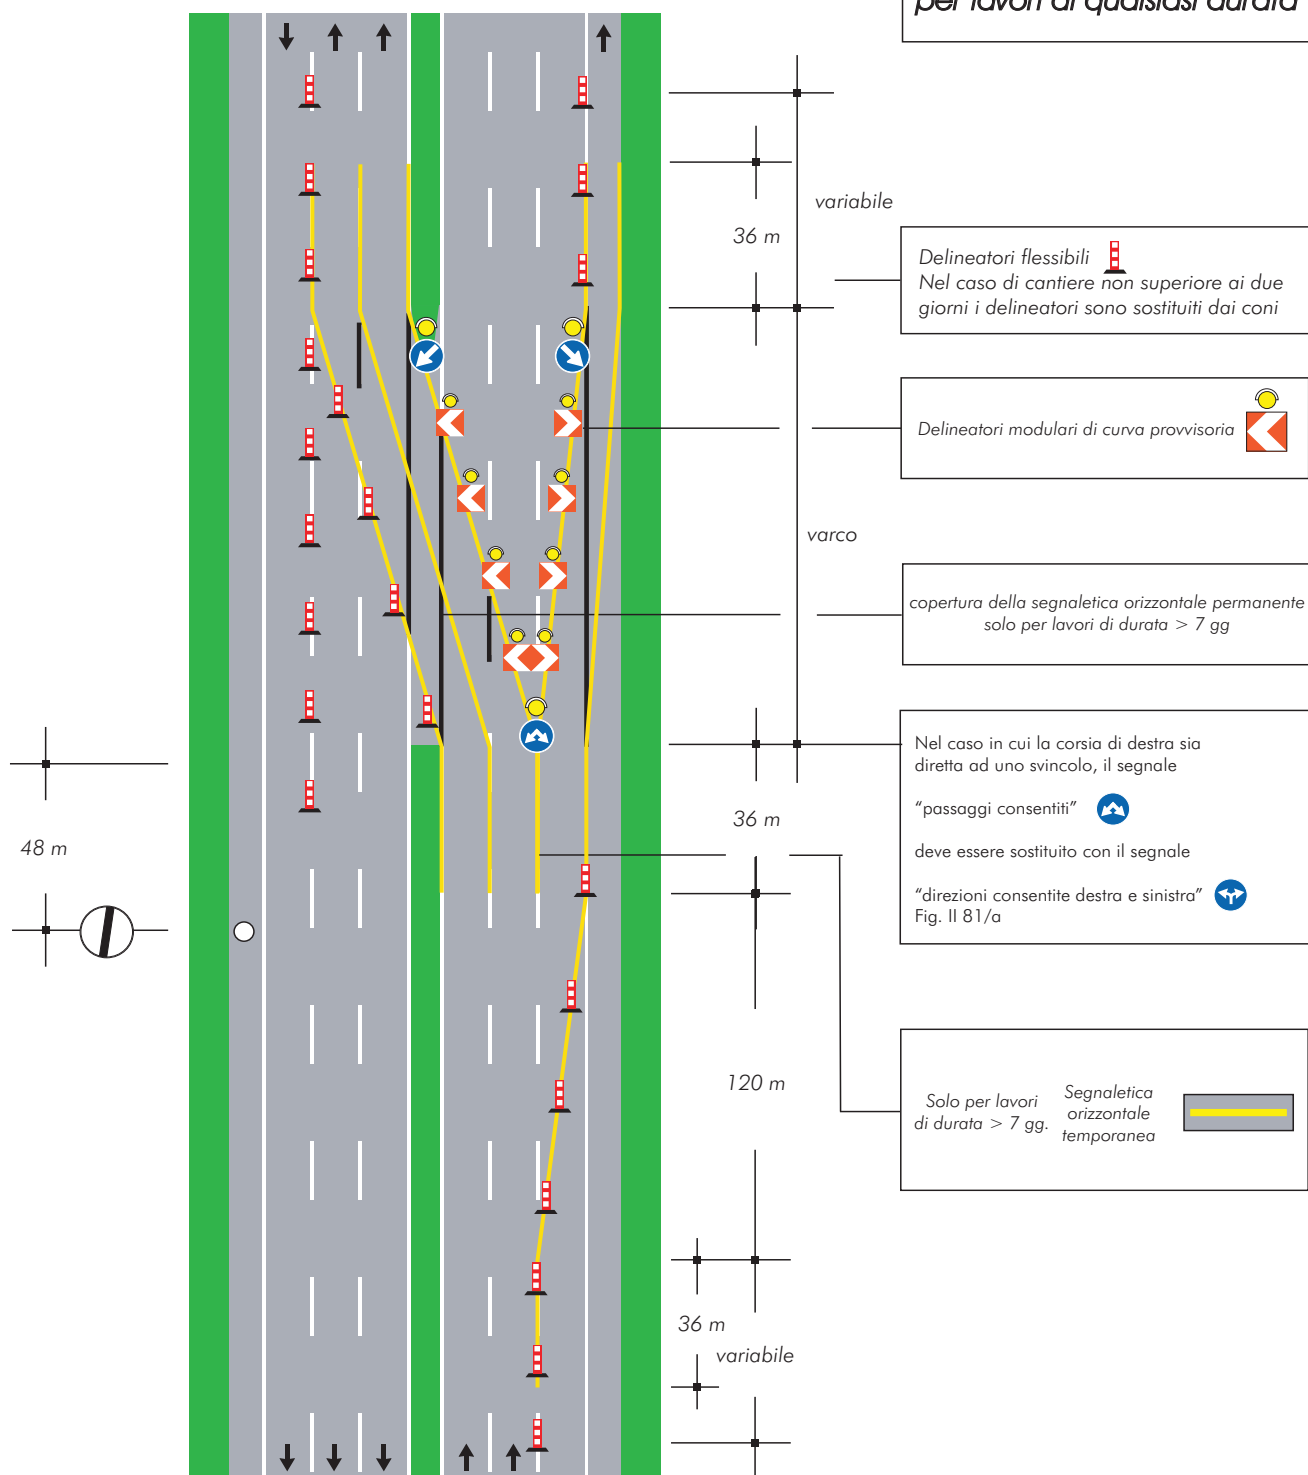 per lavori di qualsiasi durata
variabile
36 m
Delineatori flessibili
Nel caso di cantiere non superiore ai due
giorni i delineatori sono sostituiti dai coni
Delineatori modulari di curva provvisoria
varco
copertura della segnaletica orizzontale permanente
solo per lavori di durata > 7 gg
Nel caso in cui la corsia di destra sia
diretta ad uno svincolo, il segnale
“passaggi consentiti”
deve essere sostituito con il segnale
“direzioni consentite destra e sinistra”
Fig. II 81/a
36 m
48 m
120 m
Solo per lavori
di durata > 7 gg.
Segnaletica
orizzontale
temporanea
36 m
variabile